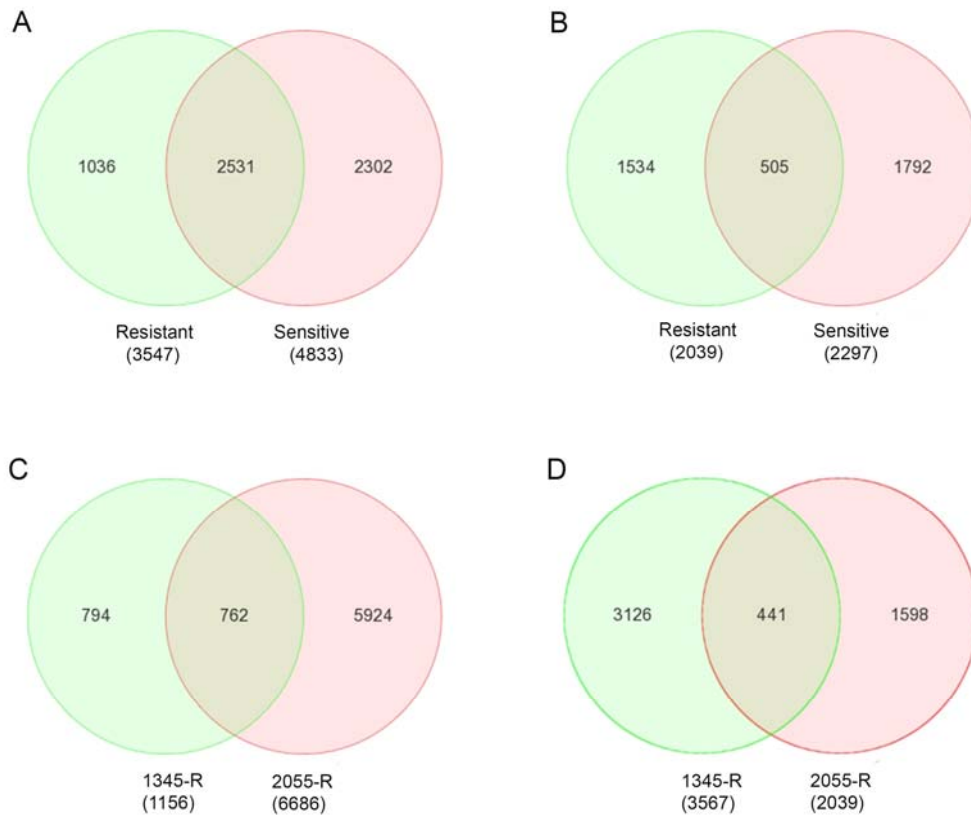 A
B
1036 2531 2302
1534 505 1792
Resistant Sensitive
(3547) (4833)
Resistant Sensitive
(2039) (2297)
C
D
794 762 5924
3126 441 1598
1345-R 2055-R
(1156) (6686)
1345-R 2055-R
(3567) (2039)